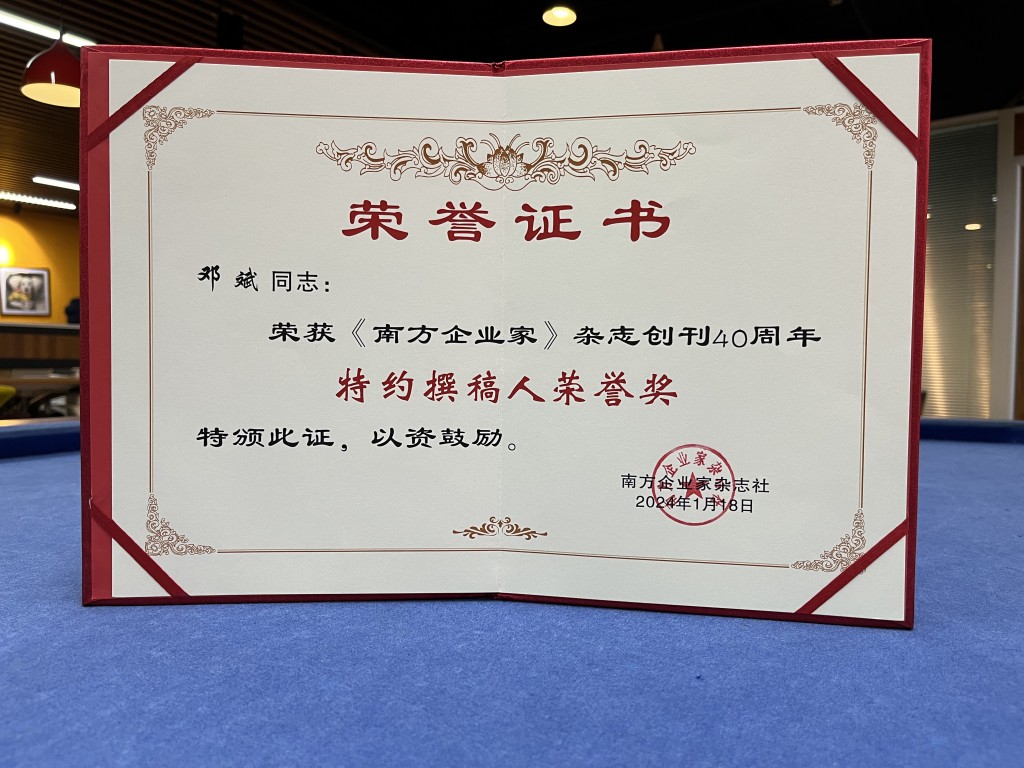 荣誉证书
邓斌同志：
荣获《南方企业家》杂志创刊40周年
特约撰稿人荣誉奖
特颁此证，以资鼓励。
南方企业家杂志社
2024年1月18日